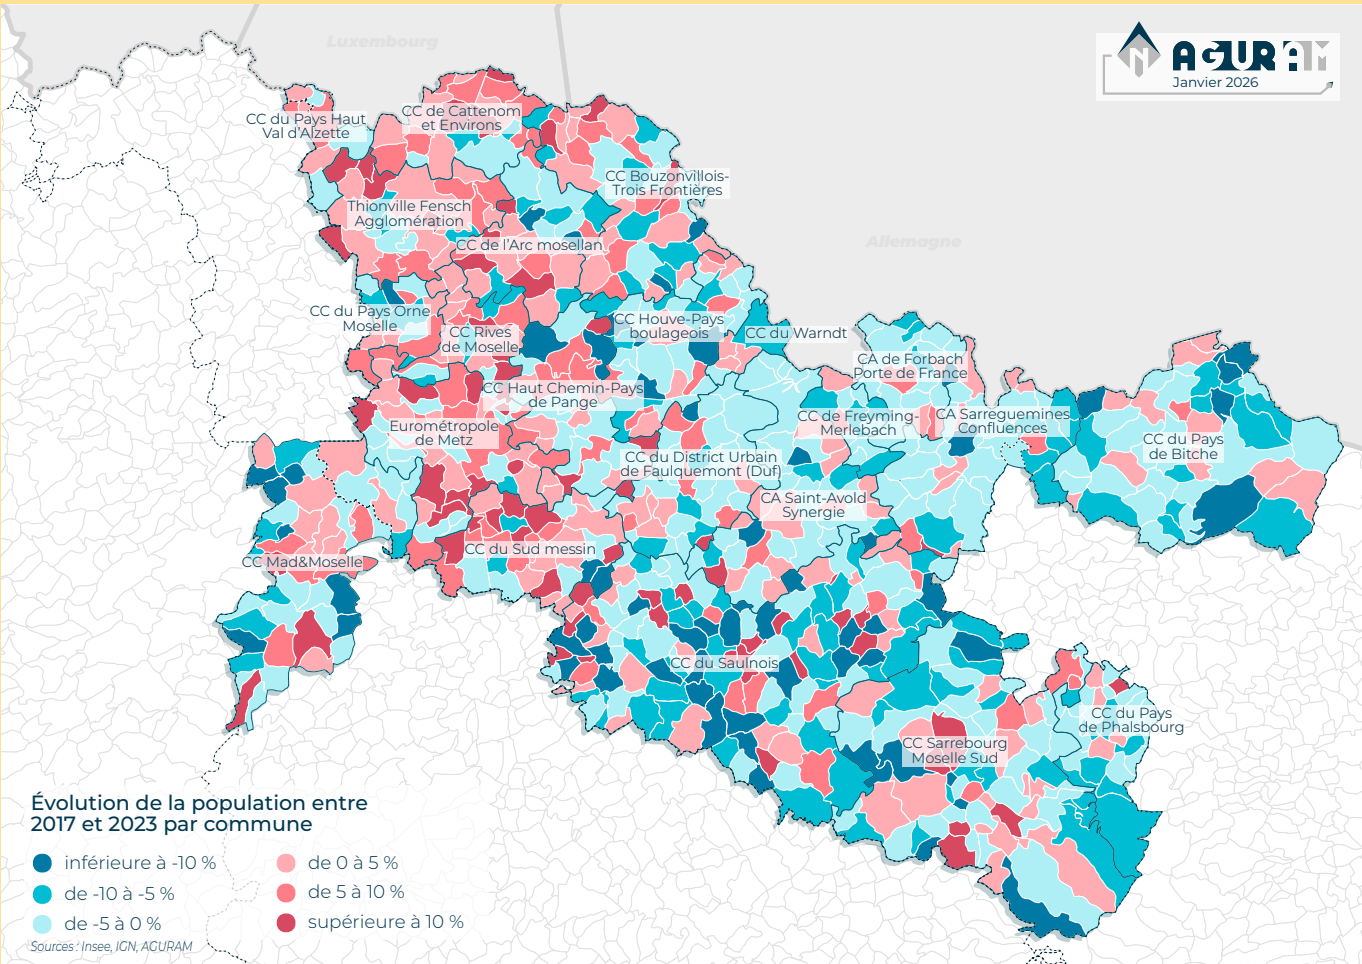 Luxembourg
AGURAM
Janvier 2026
CC du Pays Haut
Val d'Alzette
CC de Cattenom
et Environs
CC Bouzonvillois-
Trois Frontières
Thionville Fensch
Agglomération
CC de l'Arc mosellan
Allemagne
CC du Pays Orne
Moselle
CC Rives
de Moselle
CC Houve-Pays
boulageois
CC du Warndt
CA de Forbach
Porte de France
CC Haut Chemin-Pays
de Pange
Eurométropole
de Metz
CC de Freyming-
Merlebach
CA Sarreguemines
Confluences
CC du Pays
de Bitche
CC du District Urbain
de Faulquemont (Duf)
CA Saint-Avold
Synergie
CC du Sud messin
CC Mad&Moselle
CC du Saulnois
CC du Pays
de Phalsbourg
CC Sarrebourg
Moselle Sud
Évolution de la population entre
2017 et 2023 par commune
inférieure à -10 %
de -10 à -5 %
de -5 à 0 %
de 0 à 5 %
de 5 à 10 %
supérieure à 10 %
Sources : Insee, IGN, AGURAM